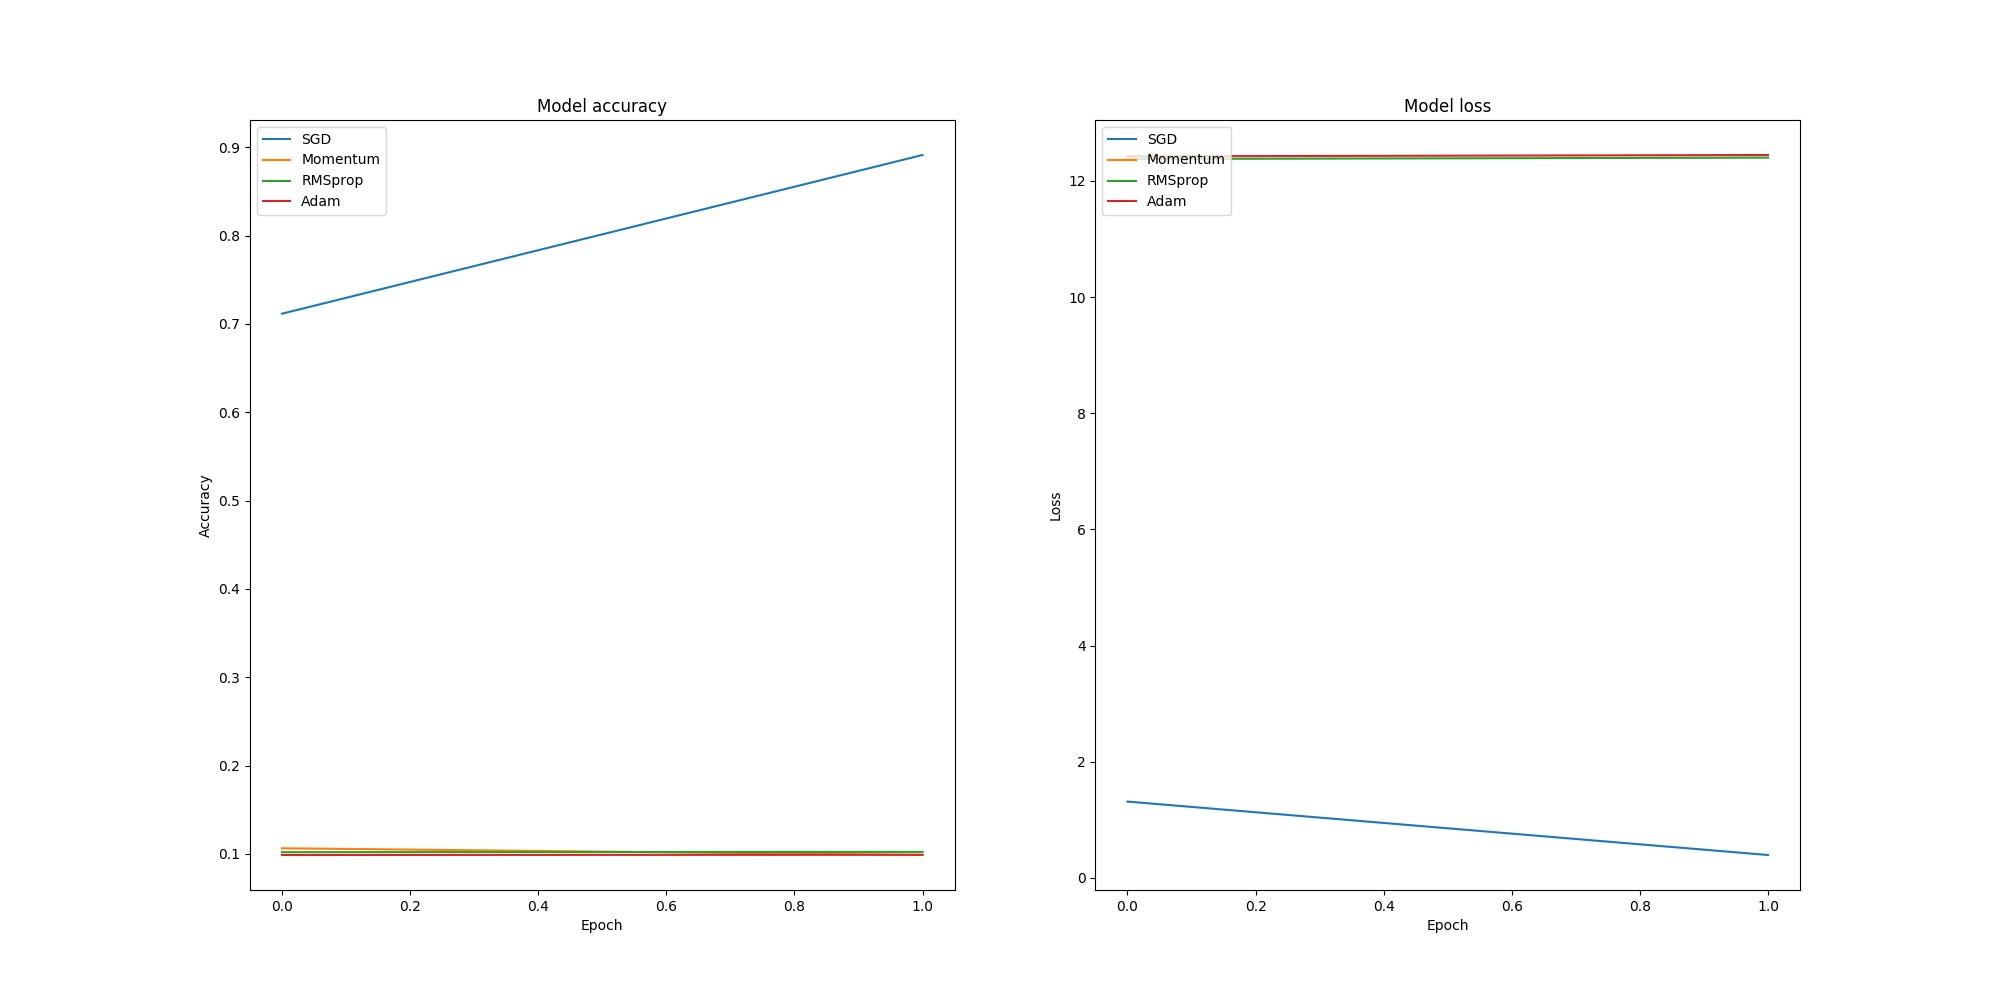 Model accuracy
SGD
Momentum
RMSprop
Adam
0.9
0.8
0.7
0.6
0.5
0.4
0.3
0.2
0.1
Accuracy
0.0 0.2 0.4 0.6 0.8 1.0
Epoch
Model loss
SGD
Momentum
RMSprop
Adam
12
10
8
6
4
2
0
Loss
0.0 0.2 0.4 0.6 0.8 1.0
Epoch